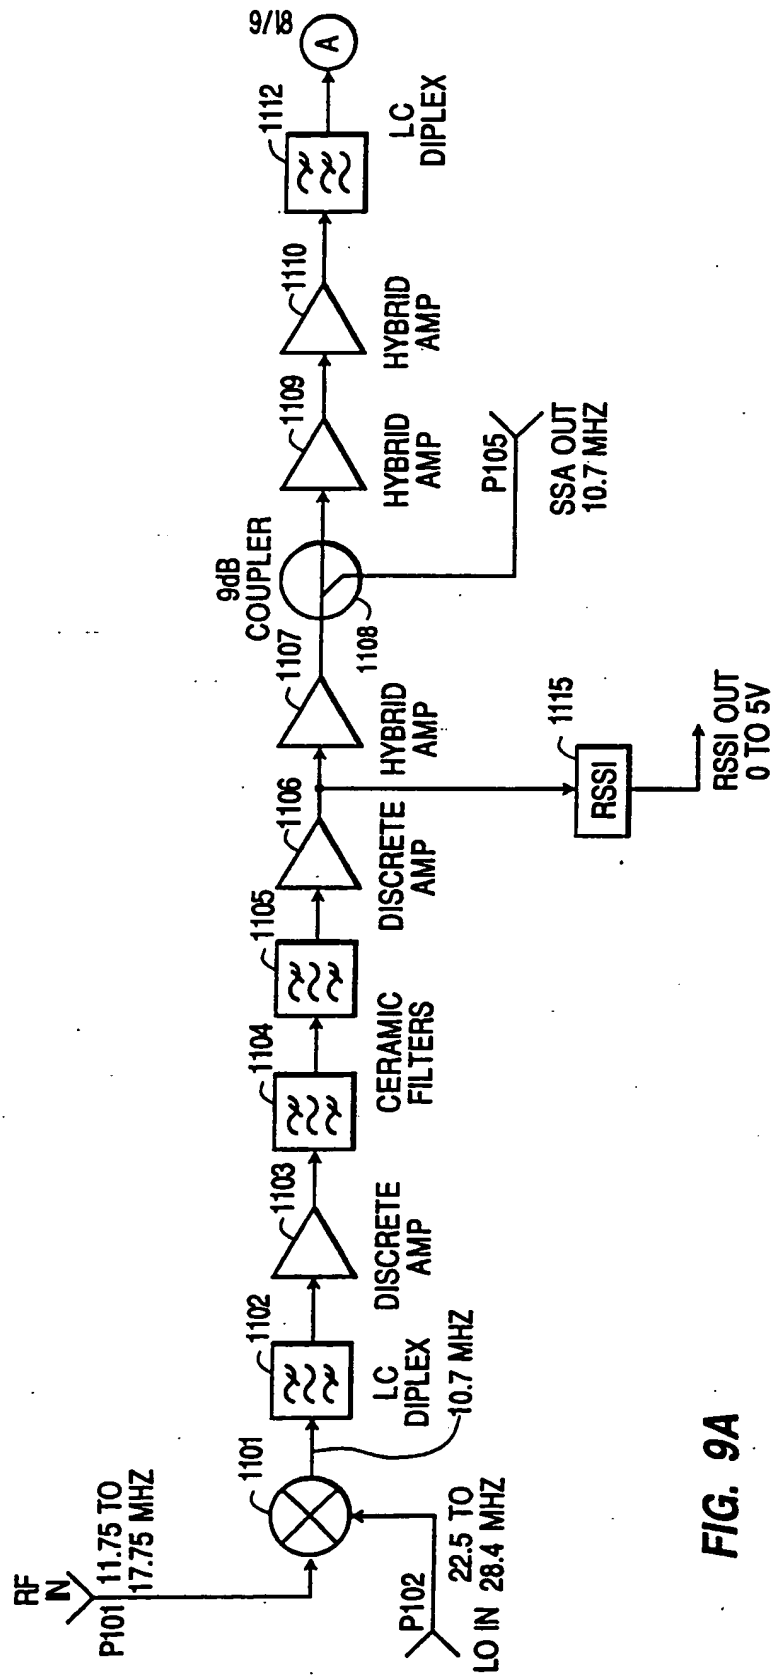 RF
IN
P101
11.75 TO
17.75 MHZ
1101
P102
22.5 TO
LO IN 28.4 MHZ
10.7 MHZ
1102
LC
DIPLEX
1103
DISCRETE
AMP
1104
1105
CERAMIC
FILTERS
1106
DISCRETE
AMP
1107
HYBRID
AMP
1115
RSSI
RSSI OUT
0 TO 5V
9dB
COUPLER
1108
P105
SSA OUT
10.7 MHZ
1109
HYBRID
AMP
1110
HYBRID
AMP
1112
LC
DIPLEX
A
FIG. 9A